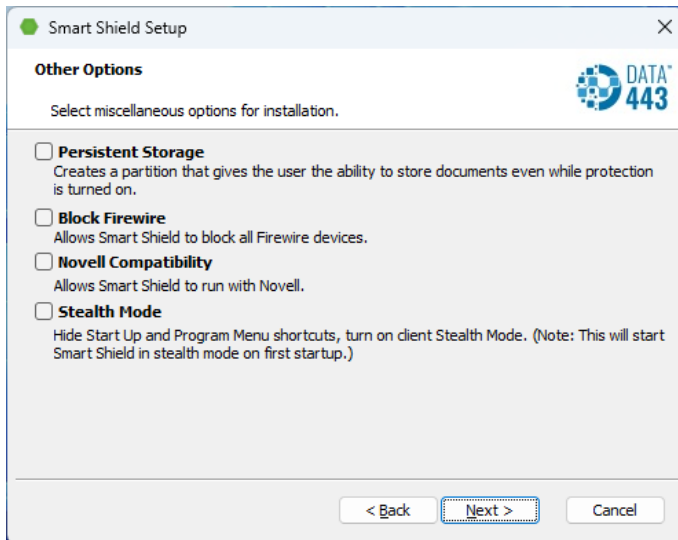 Smart Shield Setup
Other Options
DATA™
443
Select miscellaneous options for installation.
Persistent Storage
Creates a partition that gives the user the ability to store documents even while protection
is turned on.
Block Firewire
Allows Smart Shield to block all Firewire devices.
Novell Compatibility
Allows Smart Shield to run with Novell.
Stealth Mode
Hide Start Up and Program Menu shortcuts, turn on client Stealth Mode. (Note: This will start
Smart Shield in stealth mode on first startup.)
< Back Next > Cancel